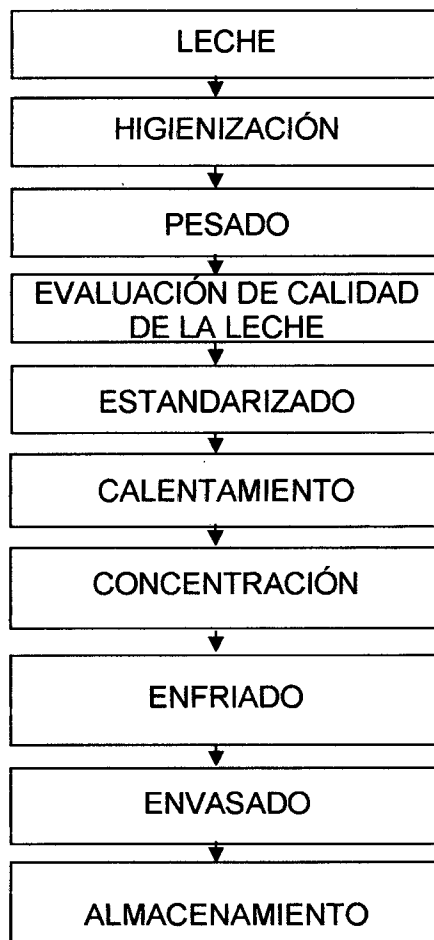 LECHE
HIGIENIZACIÓN
PESADO
EVALUACIÓN DE CALIDAD
DE LA LECHE
ESTANDARIZADO
CALENTAMIENTO
CONCENTRACIÓN
ENFRIADO
ENVASADO
ALMACENAMIENTO